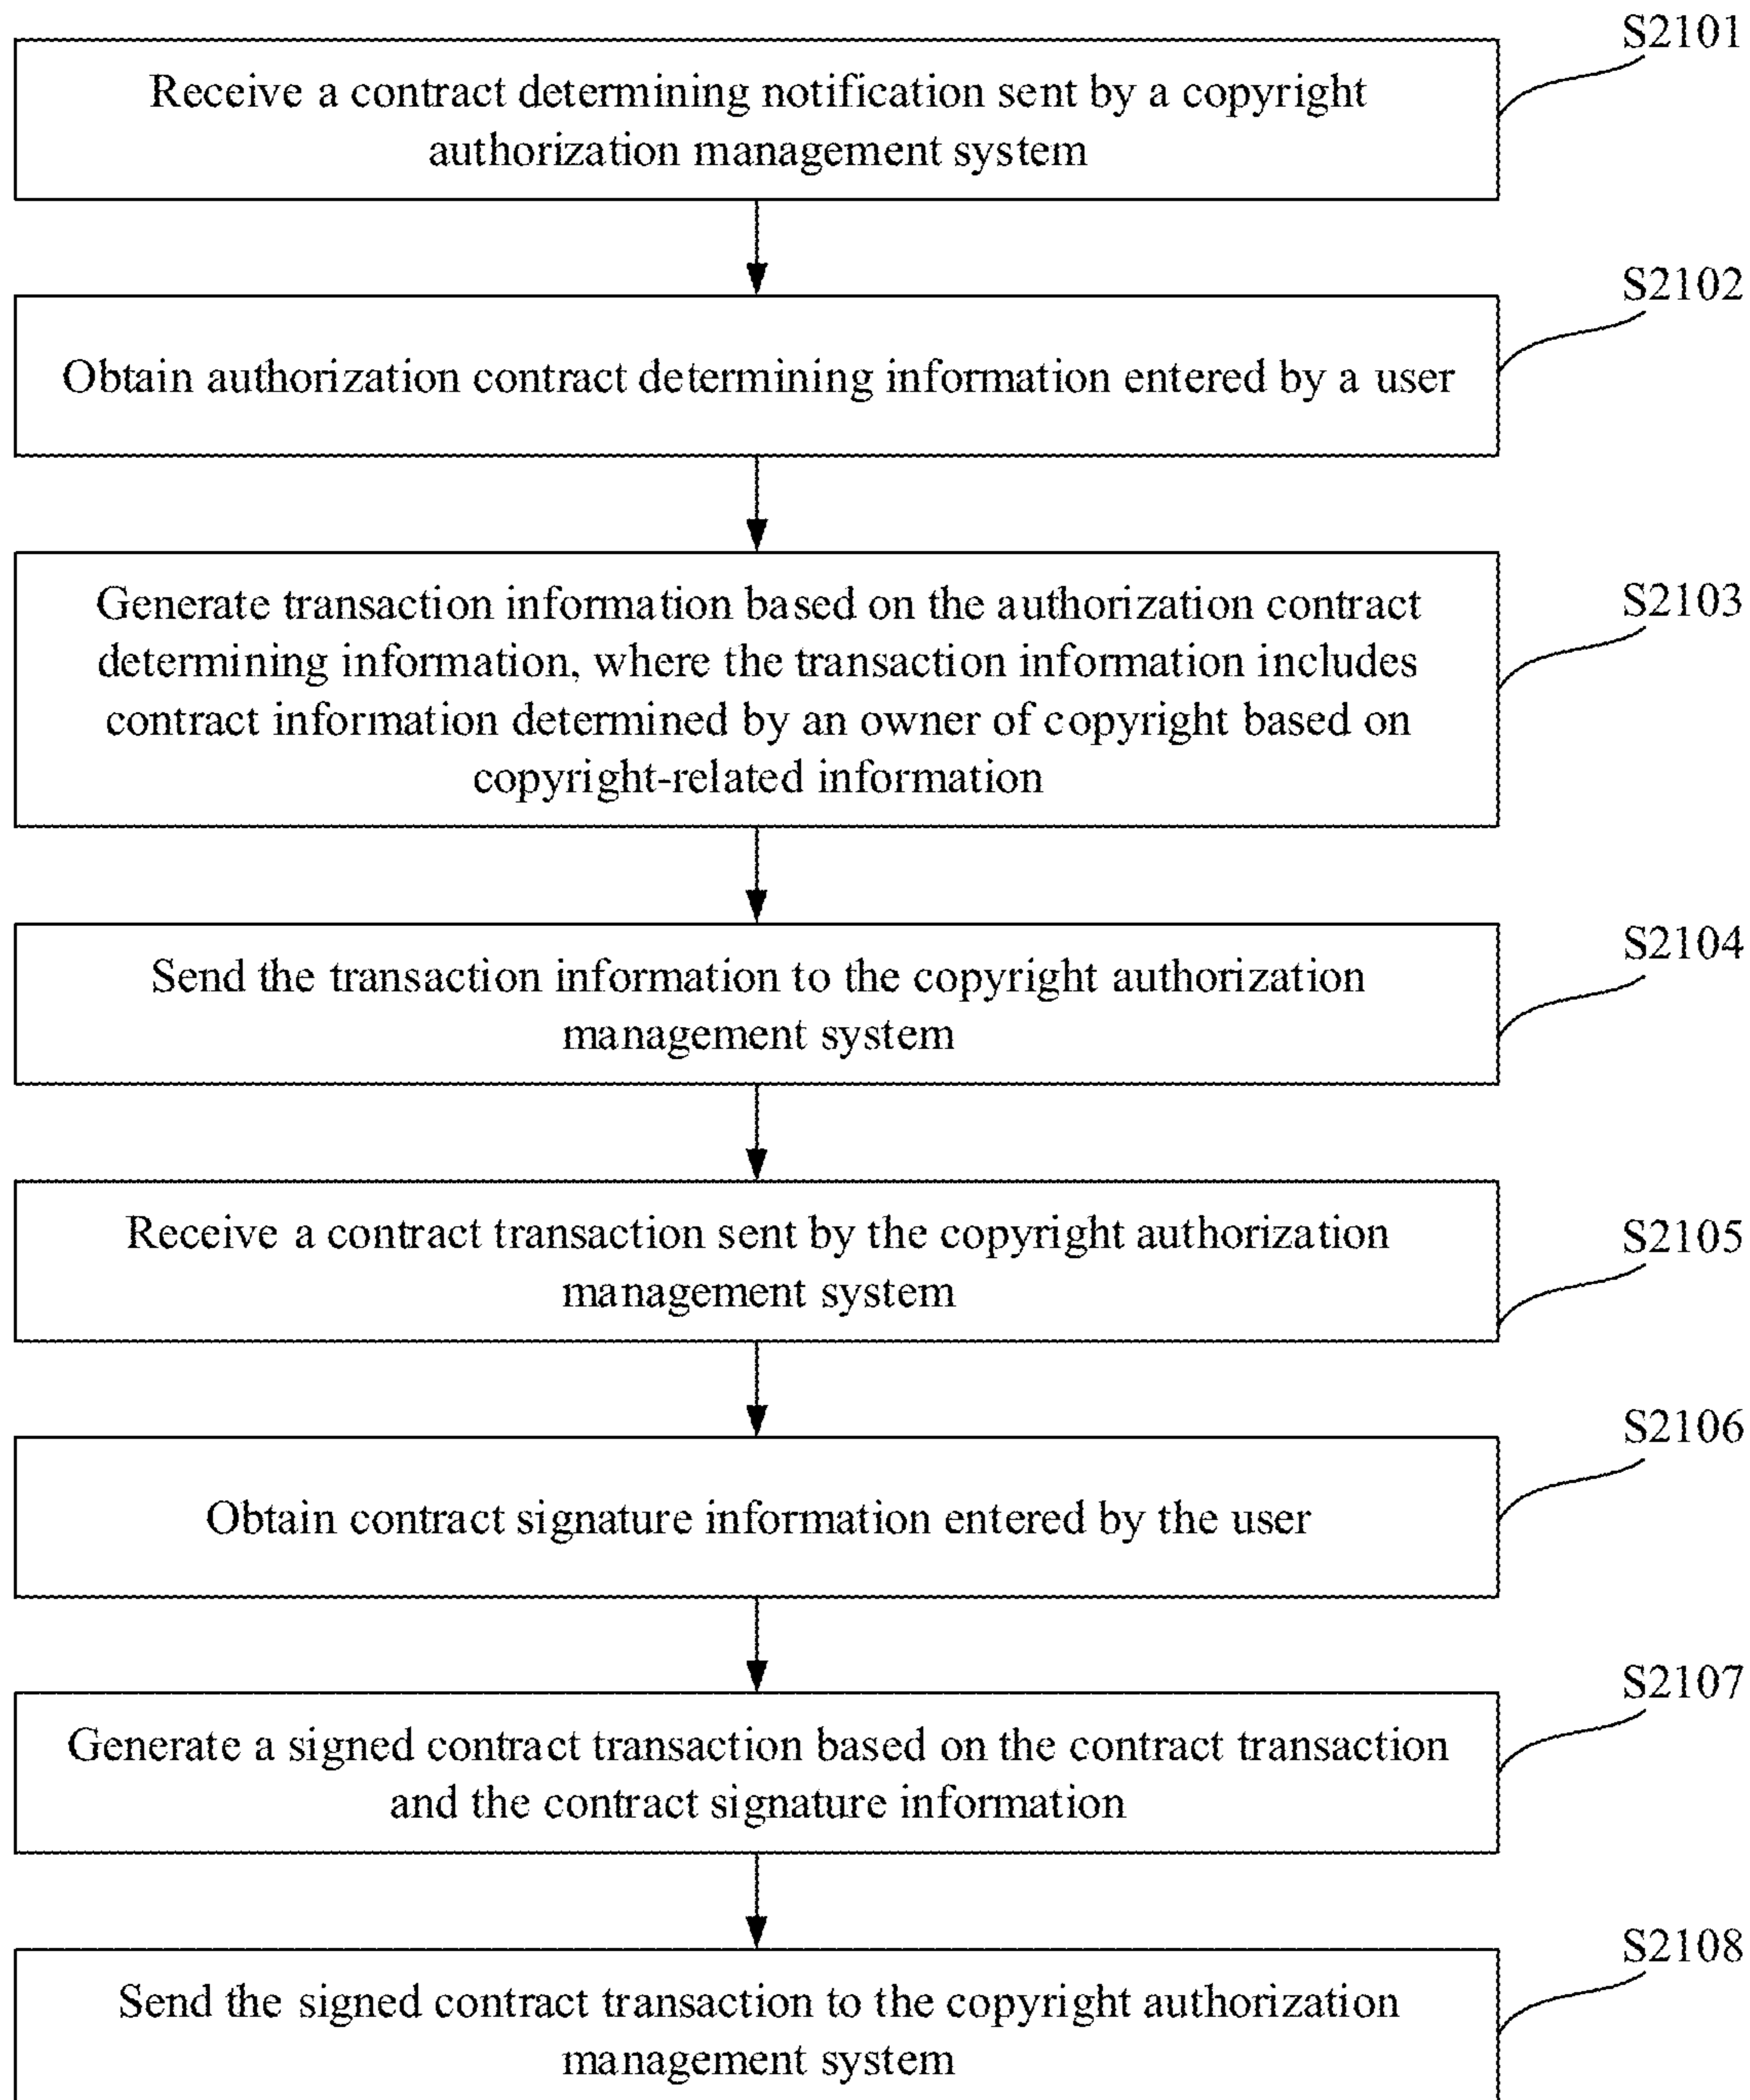 S2101
Receive a contract determining notification sent by a copyright
authorization management system
S2102
Obtain authorization contract determining information entered by a user
S2103
Generate transaction information based on the authorization contract
determining information, where the transaction information includes
contract information determined by an owner of copyright based on
copyright-related information
S2104
Send the transaction information to the copyright authorization
management system
S2105
Receive a contract transaction sent by the copyright authorization
management system
S2106
Obtain contract signature information entered by the user
S2107
Generate a signed contract transaction based on the contract transaction
and the contract signature information
S2108
Send the signed contract transaction to the copyright authorization
management system